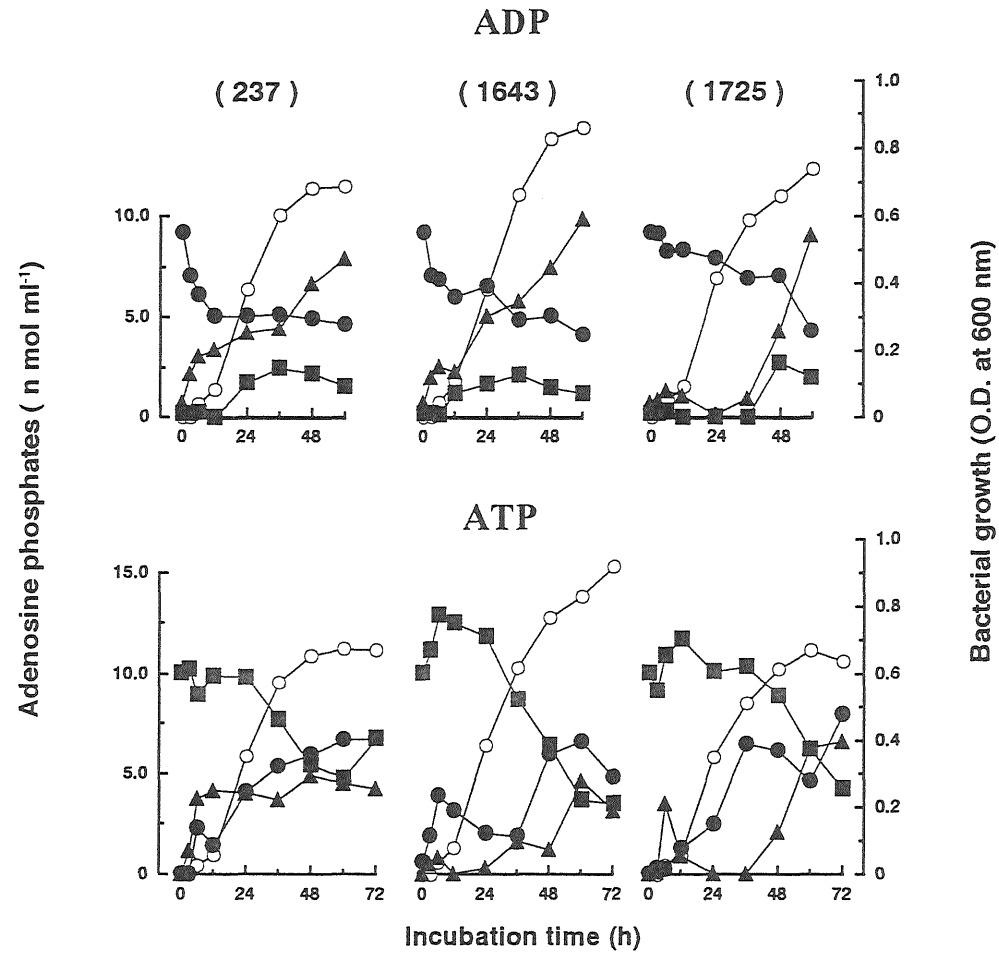 ADP
( 237 )
( 1643 )
( 1725 )
10.0
5.0
0
0 24 48
0 24 48
0 24 48
1.0
0.8
0.6
0.4
0.2
0
ATP
15.0
10.0
5.0
0
0 24 48 72
0 24 48 72
0 24 48 72
1.0
0.8
0.6
0.4
0.2
0
Adenosine phosphates ( n mol ml-1)
Bacterial growth (O.D. at 600 nm)
Incubation time (h)